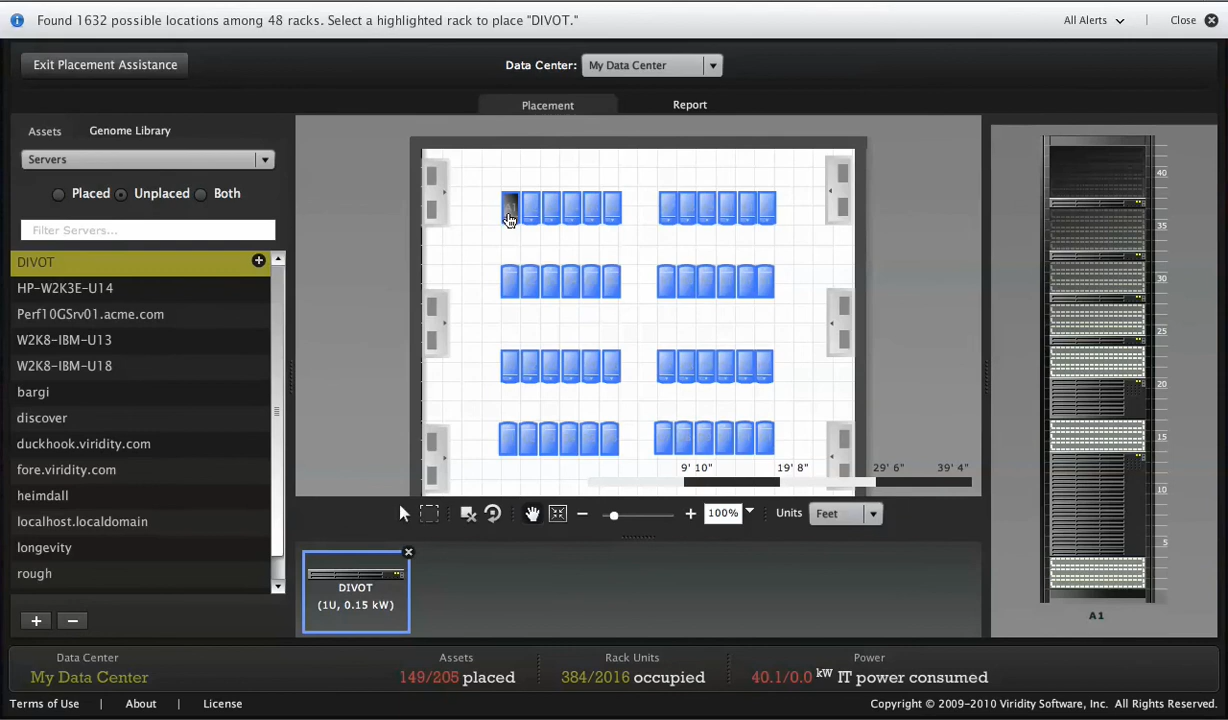 Found 1632 possible locations among 48 racks. Select a highlighted rack to place "DIVOT."
All Alerts
Close
Exit Placement Assistance
Data Center:
My Data Center
Placement
Report
Assets
Genome Library
Servers
Placed
Unplaced
Both
Filter Servers...
DIVOT
HP-W2K3E-U14
Perf10GSrv01.acme.com
W2K8-IBM-U13
W2K8-IBM-U18
bargi
discover
duckhook.viridity.com
fore.viridity.com
heimdall
localhost.localdomain
longevity
rough
A1
9' 10"
19' 8"
29' 6"
39' 4"
100%
Units
Feet
DIVOT
(1U, 0.15 kW)
40
35
30
25
20
15
10
5
A1
Data Center
My Data Center
Assets
149/205 placed
Rack Units
384/2016 occupied
Power
40.1/0.0 kW IT power consumed
Terms of Use | About | License
Copyright © 2009-2010 Viridity Software, Inc. All Rights Reserved.